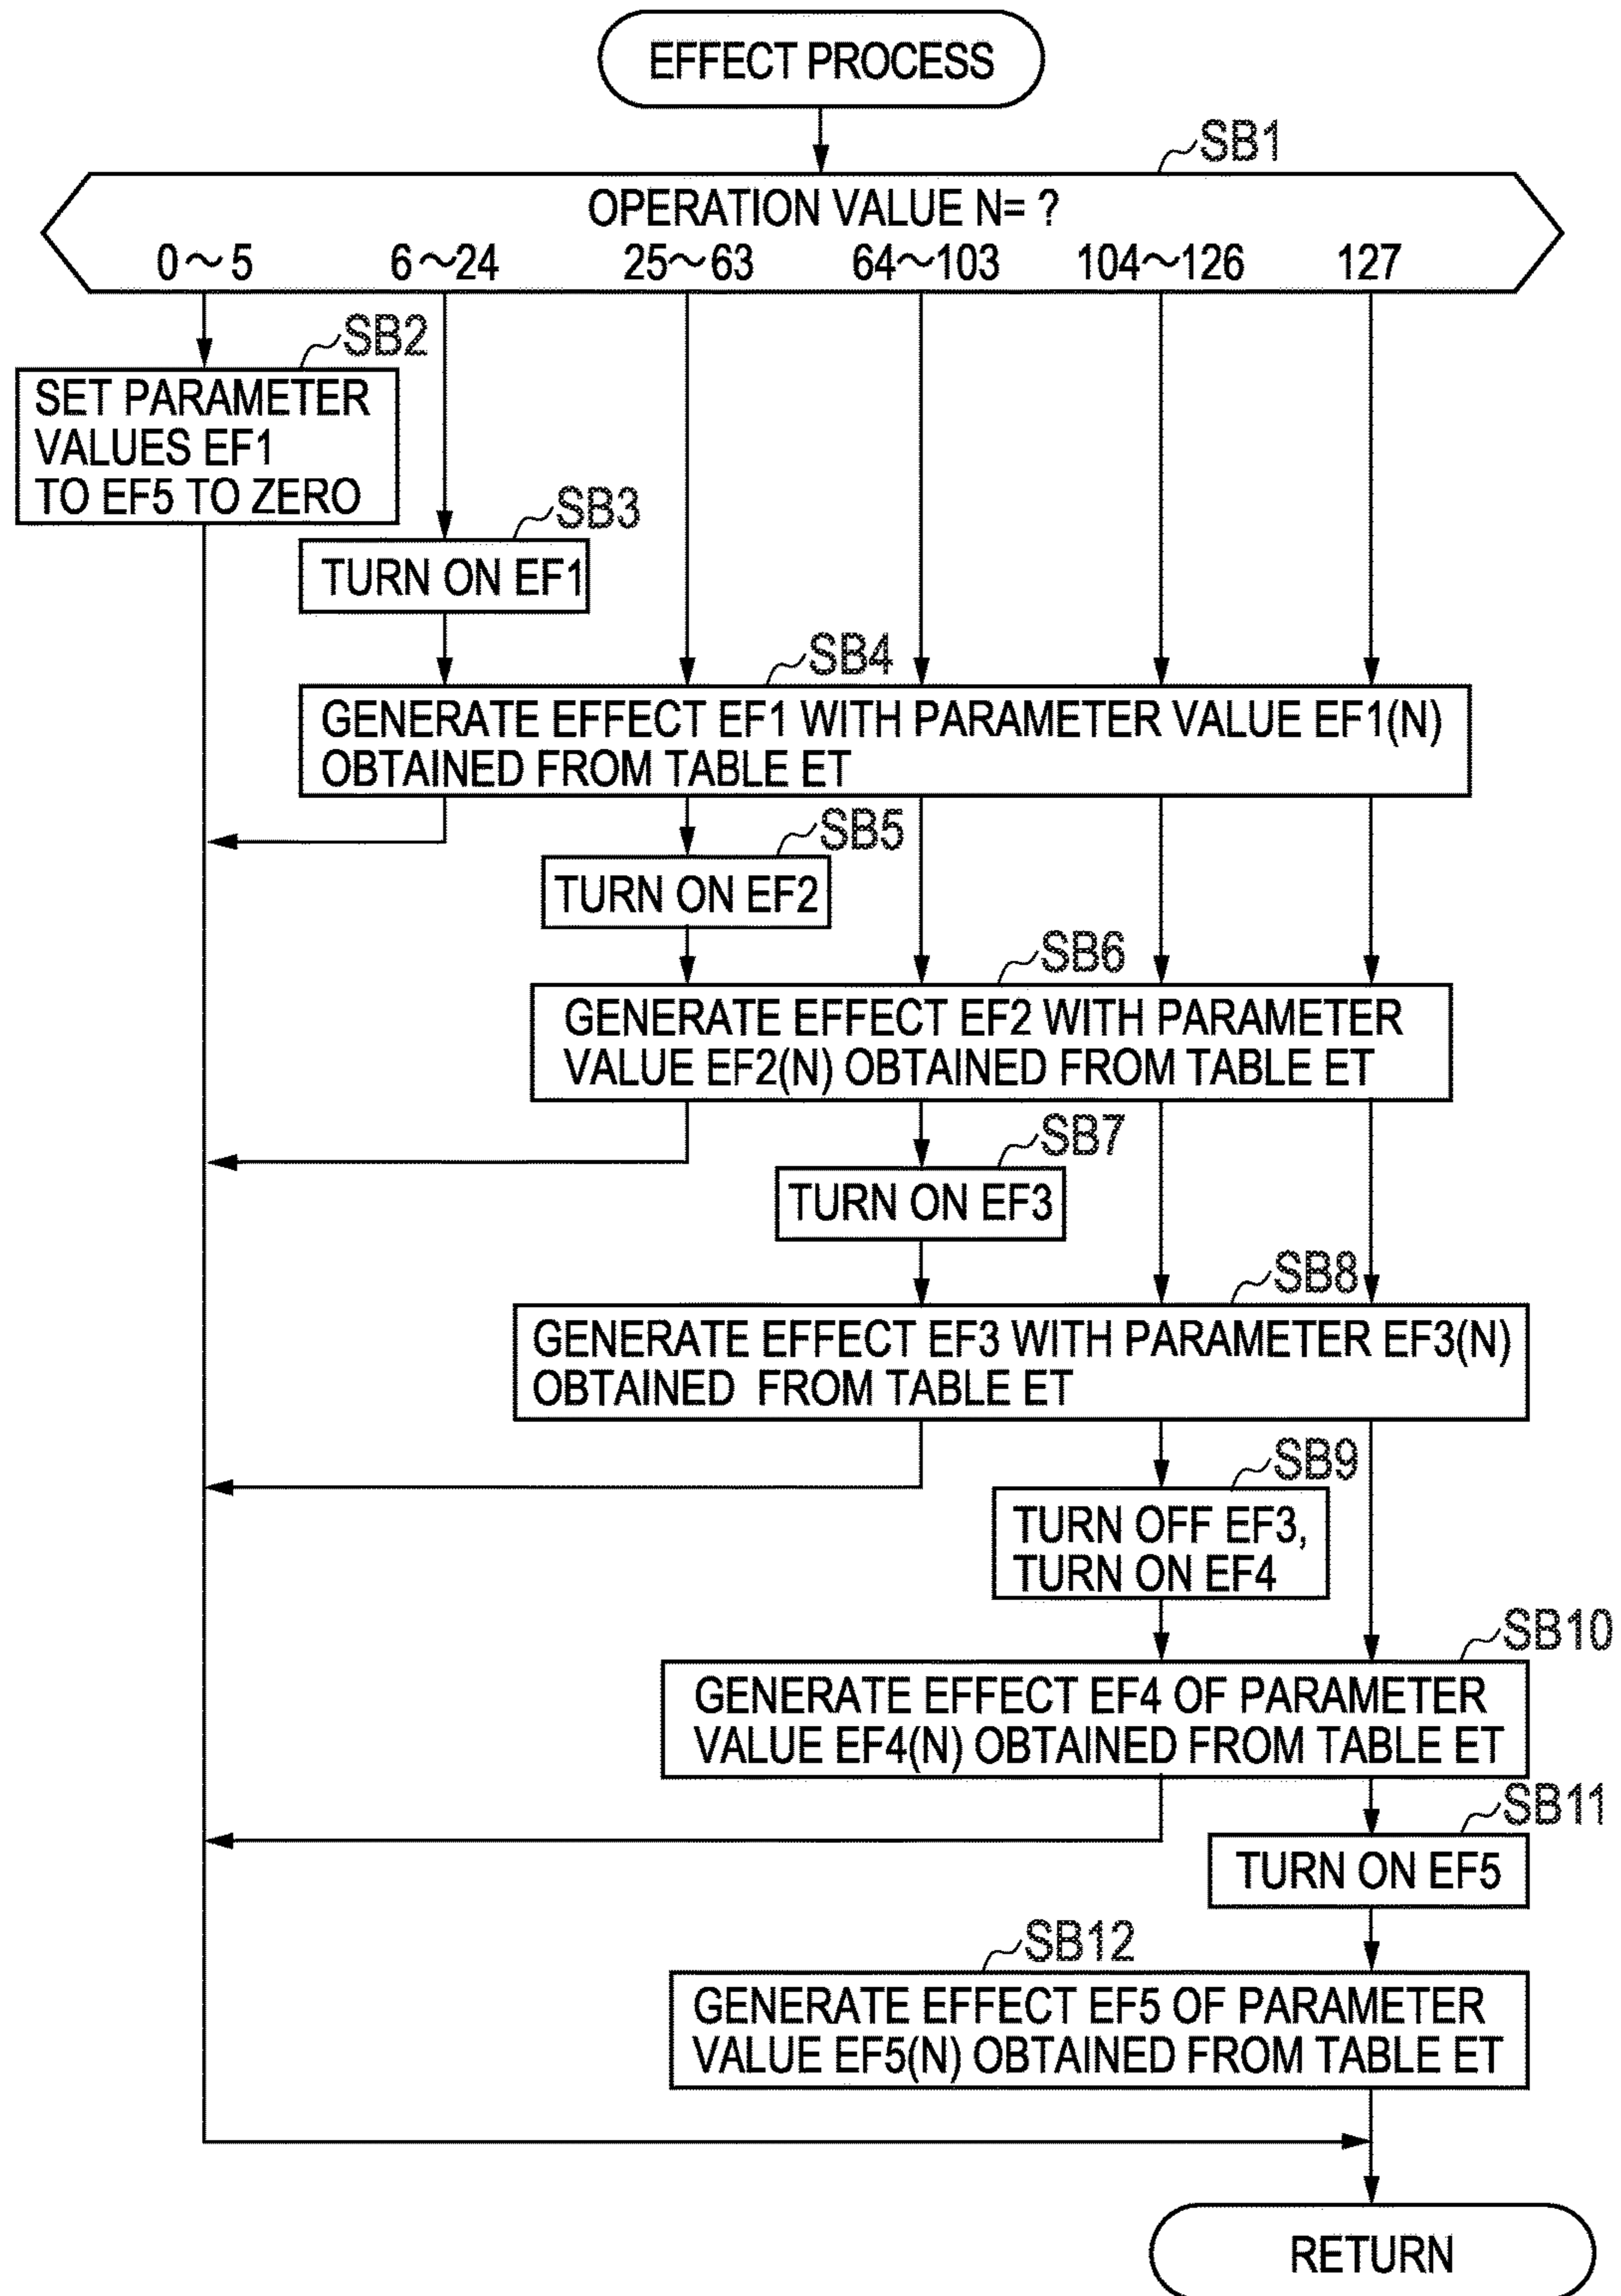 EFFECT PROCESS
SB1
OPERATION VALUE N= ?
0～5 6～24 25～63 64～103 104～126 127
SB2
SET PARAMETER
VALUES EF1
TO EF5 TO ZERO
SB3
TURN ON EF1
SB4
GENERATE EFFECT EF1 WITH PARAMETER VALUE EF1(N)
OBTAINED FROM TABLE ET
SB5
TURN ON EF2
SB6
GENERATE EFFECT EF2 WITH PARAMETER
VALUE EF2(N) OBTAINED FROM TABLE ET
SB7
TURN ON EF3
SB8
GENERATE EFFECT EF3 WITH PARAMETER EF3(N)
OBTAINED FROM TABLE ET
SB9
TURN OFF EF3,
TURN ON EF4
SB10
GENERATE EFFECT EF4 OF PARAMETER
VALUE EF4(N) OBTAINED FROM TABLE ET
SB11
TURN ON EF5
SB12
GENERATE EFFECT EF5 OF PARAMETER
VALUE EF5(N) OBTAINED FROM TABLE ET
RETURN